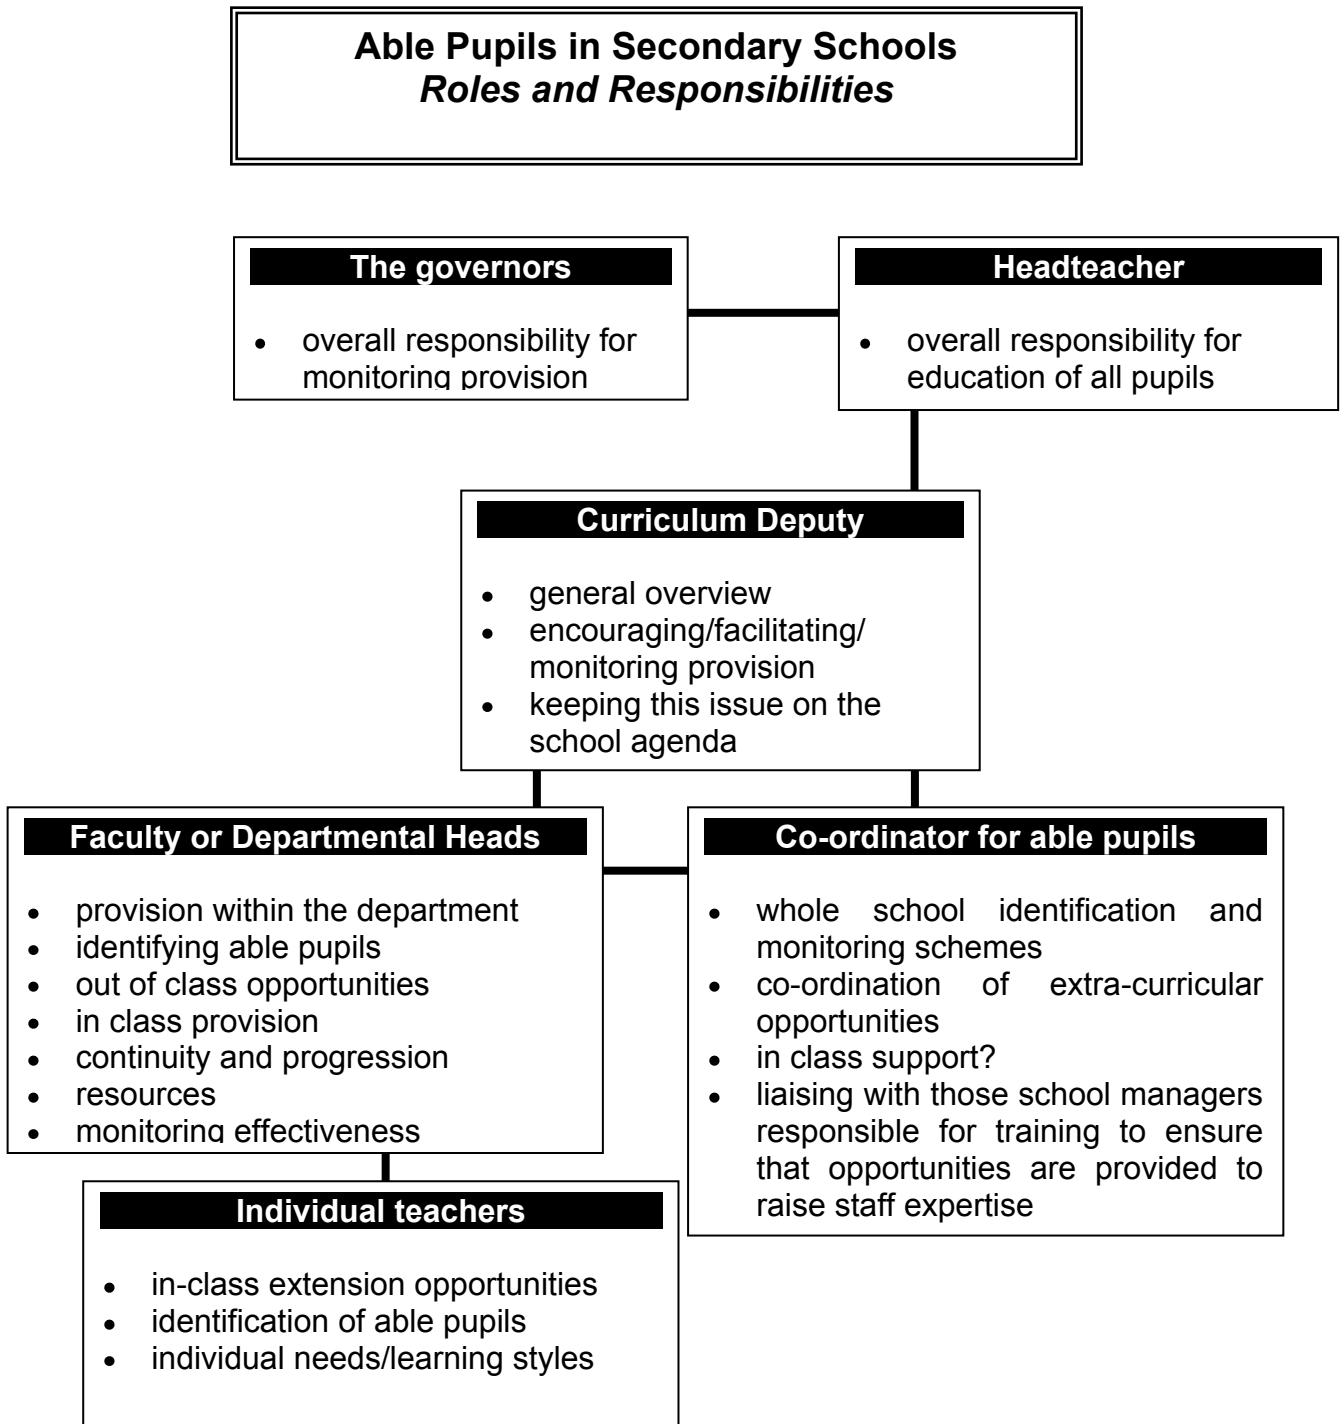 Able Pupils in Secondary Schools
Roles and Responsibilities
The governors
• overall responsibility for
monitoring provision
Headteacher
• overall responsibility for
education of all pupils
Curriculum Deputy
• general overview
• encouraging/facilitating/
monitoring provision
• keeping this issue on the
school agenda
Faculty or Departmental Heads
• provision within the department
• identifying able pupils
• out of class opportunities
• in class provision
• continuity and progression
• resources
• monitoring effectiveness
Co-ordinator for able pupils
• whole school identification and
monitoring schemes
• co-ordination of extra-curricular
opportunities
• in class support?
• liaising with those school managers
responsible for training to ensure
that opportunities are provided to
raise staff expertise
Individual teachers
• in-class extension opportunities
• identification of able pupils
• individual needs/learning styles